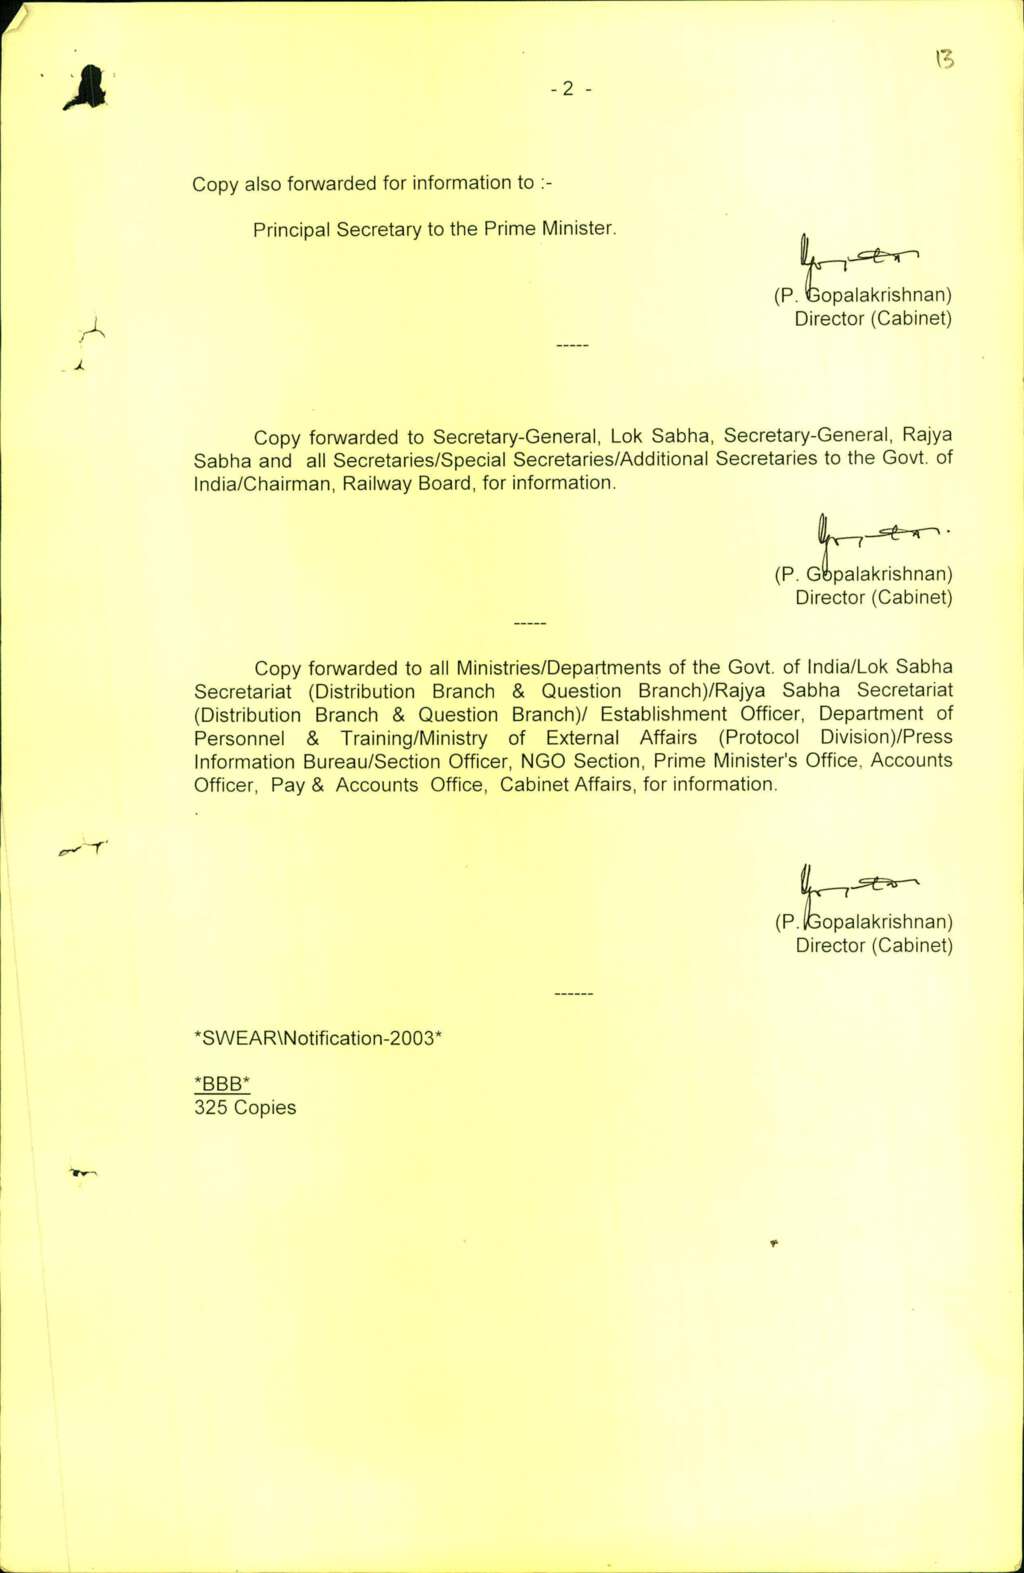 13
- 2 -
Copy also forwarded for information to :-
Principal Secretary to the Prime Minister.
(P. Gopalakrishnan)
Director (Cabinet)
-----
Copy forwarded to Secretary-General, Lok Sabha, Secretary-General, Rajya
Sabha and all Secretaries/Special Secretaries/Additional Secretaries to the Govt. of
India/Chairman, Railway Board, for information.
(P. Gopalakrishnan)
Director (Cabinet)
-----
Copy forwarded to all Ministries/Departments of the Govt. of India/Lok Sabha
Secretariat (Distribution Branch & Question Branch)/Rajya Sabha Secretariat
(Distribution Branch & Question Branch)/ Establishment Officer, Department of
Personnel & Training/Ministry of External Affairs (Protocol Division)/Press
Information Bureau/Section Officer, NGO Section, Prime Minister's Office, Accounts
Officer, Pay & Accounts Office, Cabinet Affairs, for information.
(P. Gopalakrishnan)
Director (Cabinet)
------
*SWEAR\Notification-2003*
*BBB*
325 Copies